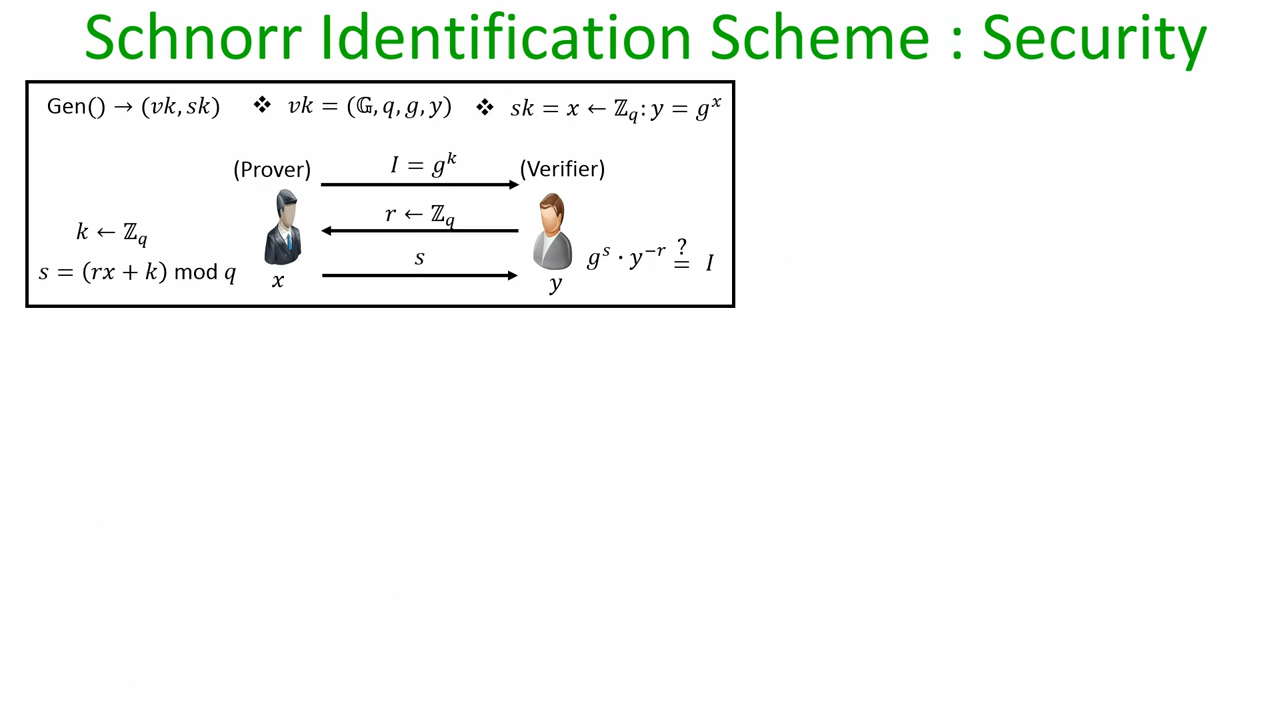 Schnorr Identification Scheme : Security
Gen() → (vk, sk) ❖ vk = (𝔾, q, g, y) ❖ sk = x ← ℤ_q: y = g^x
(Prover) I = g^k (Verifier)
r ← ℤ_q
k ← ℤ_q
s g^s · y^{−r} ≟ I
s = (rx + k) mod q
x y